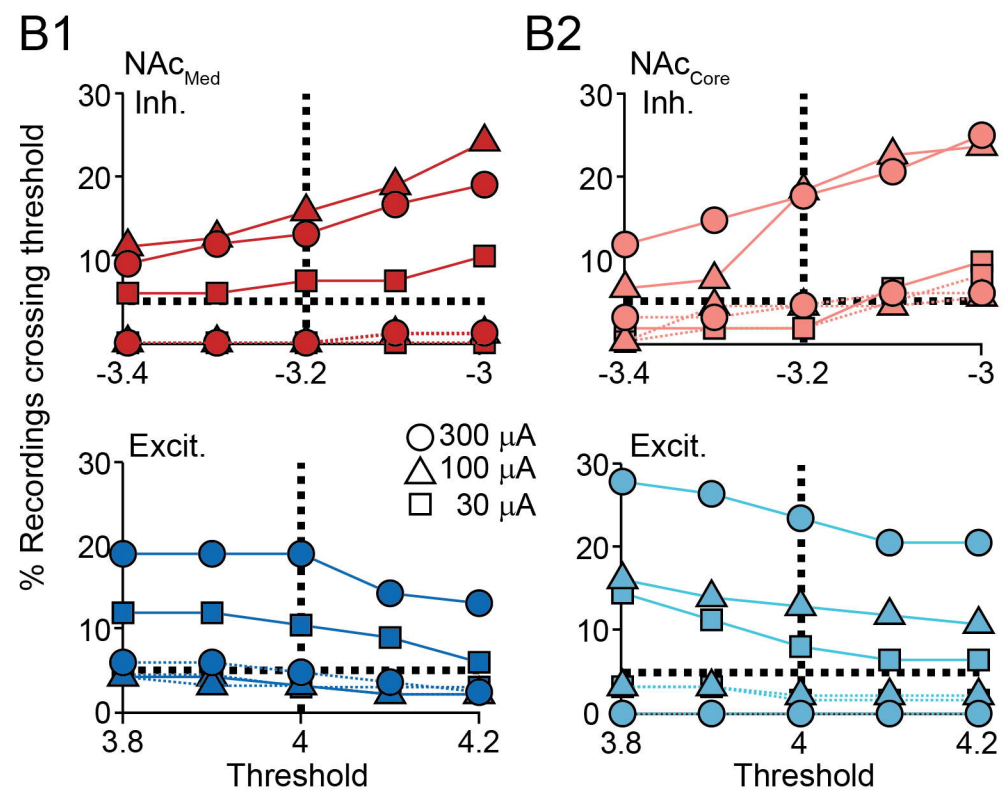 B1
B2
% Recordings crossing threshold
NAcMed
Inh.
30
20
10
-3.4
-3.2
-3
NAcCore
Inh.
30
20
10
-3.4
-3.2
-3
Excit.
30
20
10
0
3.8
4
4.2
Threshold
300 μA
100 μA
30 μA
Excit.
30
20
10
0
3.8
4
4.2
Threshold